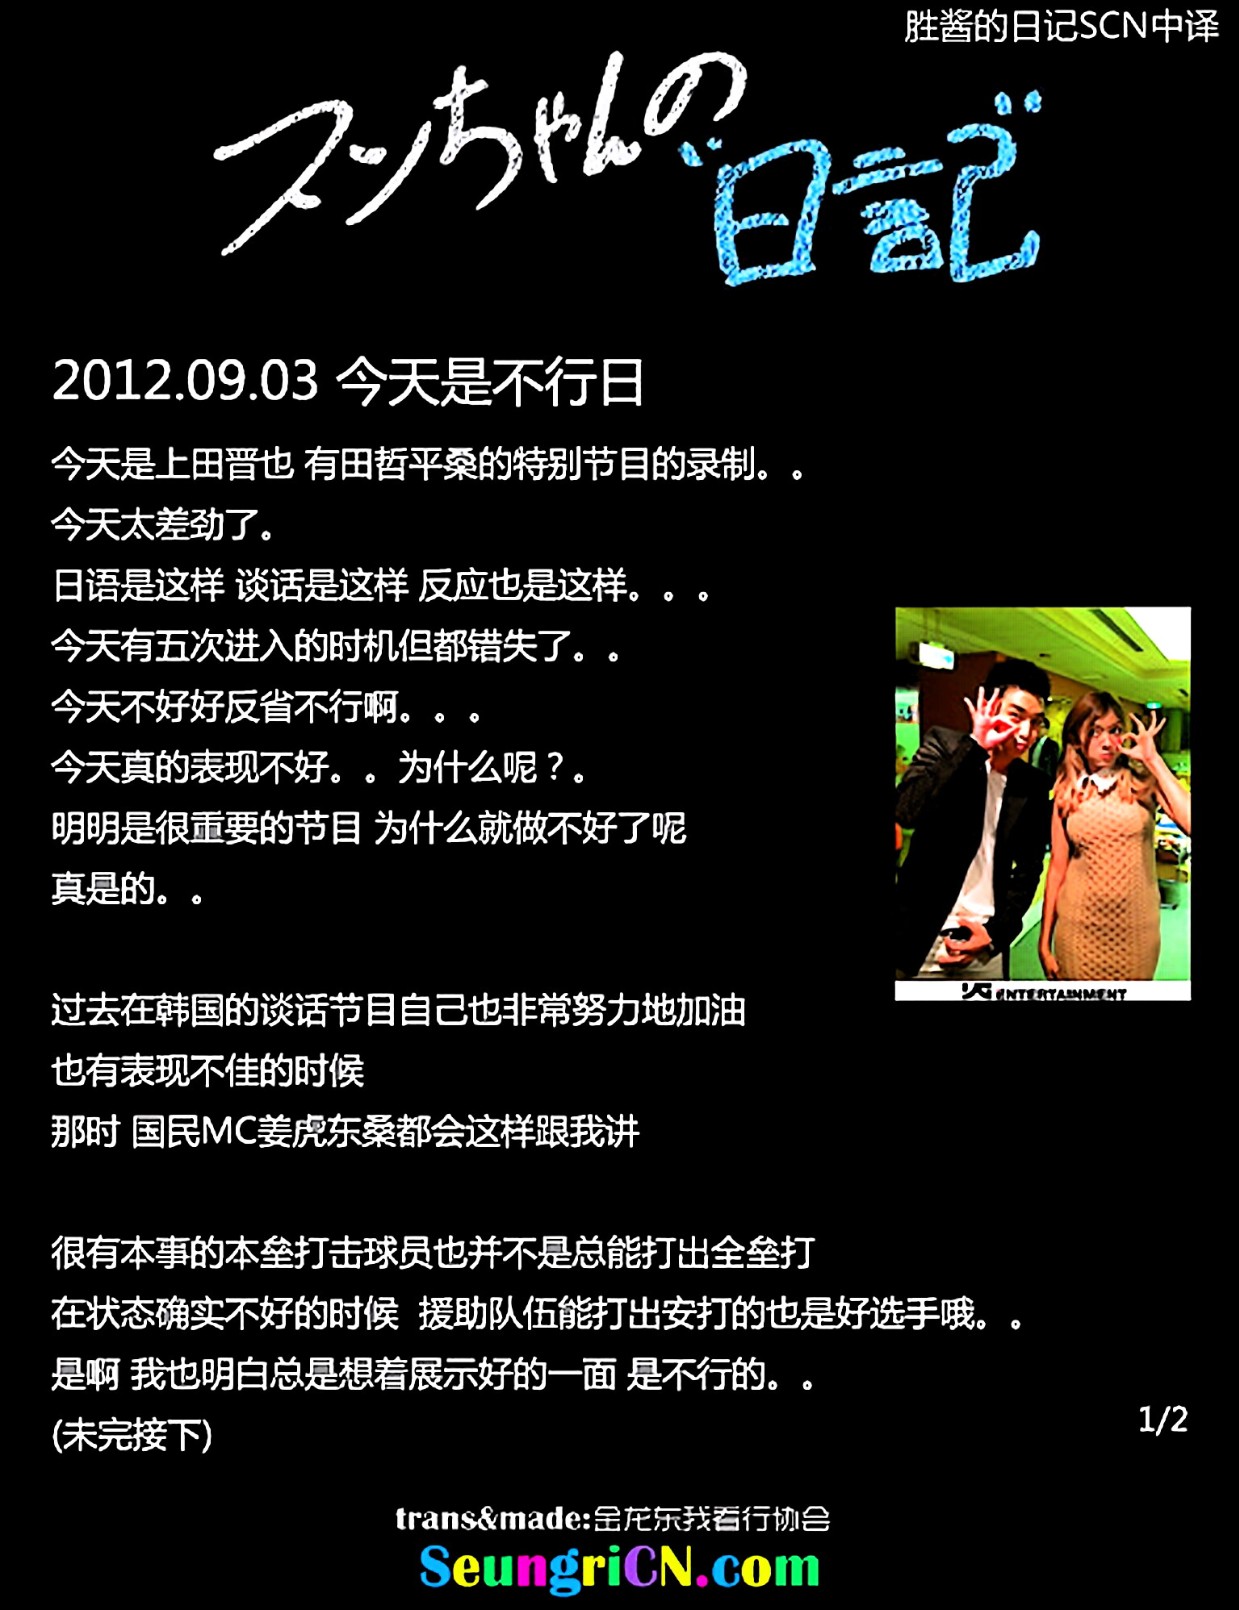 胜酱的日记SCN中译
スンちゃんの
日記
2012.09.03 今天是不行日
今天是上田晋也 有田哲平桑的特别节目的录制。。
今天太差劲了。
日语是这样 谈话是这样 反应也是这样。。。
今天有五次进入的时机但都错失了。。
今天不好好反省不行啊。。。
今天真的表现不好。。为什么呢？。
明明是很重要的节目 为什么就做不好了呢
真是的。。
YG ENTERTAINMENT
过去在韩国的谈话节目自己也非常努力地加油
也有表现不佳的时候
那时 国民MC姜虎东桑都会这样跟我讲
很有本事的本垒打击球员也并不是总能打出全垒打
在状态确实不好的时候 援助队伍能打出安打的也是好选手哦。。
是啊 我也明白总是想着展示好的一面 是不行的。。
(未完接下)
1/2
trans&made:金龙东我看行协会
SeungriCN.com